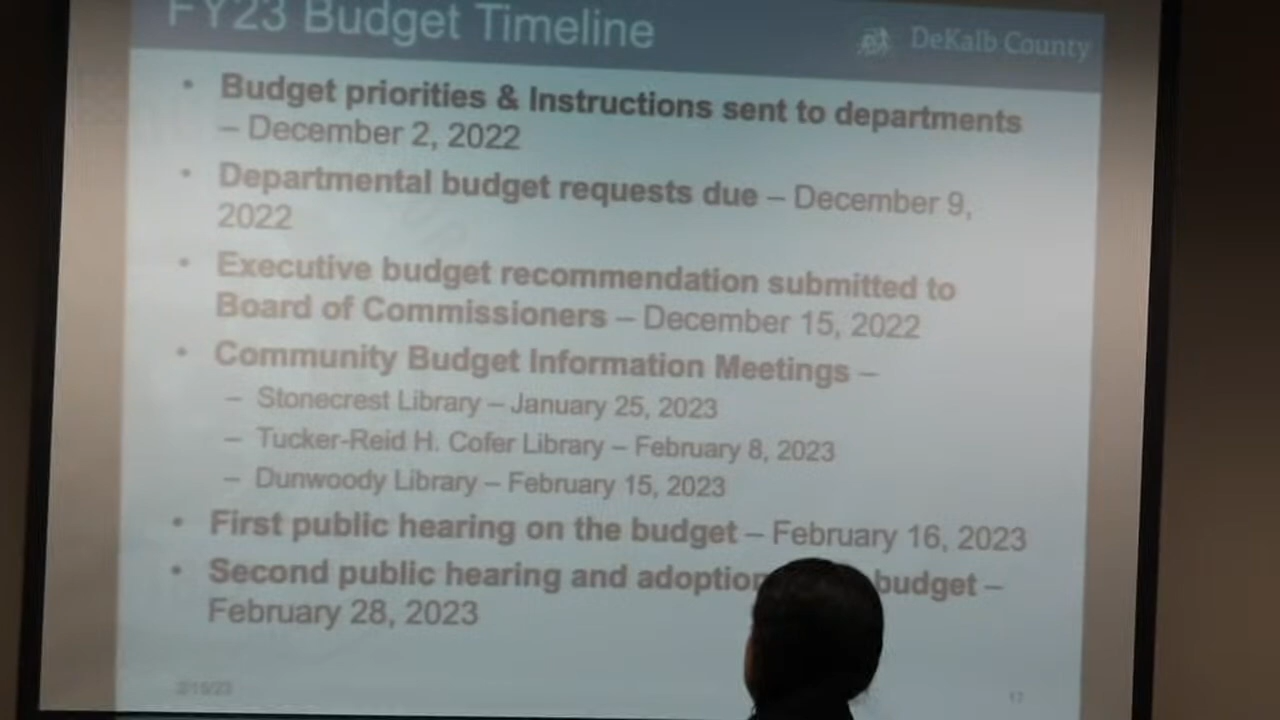 FY23 Budget Timeline
DeKalb County
• Budget priorities & Instructions sent to departments
– December 2, 2022
• Departmental budget requests due – December 9,
2022
• Executive budget recommendation submitted to
Board of Commissioners – December 15, 2022
• Community Budget Information Meetings –
– Stonecrest Library – January 25, 2023
– Tucker-Reid H. Cofer Library – February 8, 2023
– Dunwoody Library – February 15, 2023
• First public hearing on the budget – February 16, 2023
• Second public hearing and adoption budget –
February 28, 2023